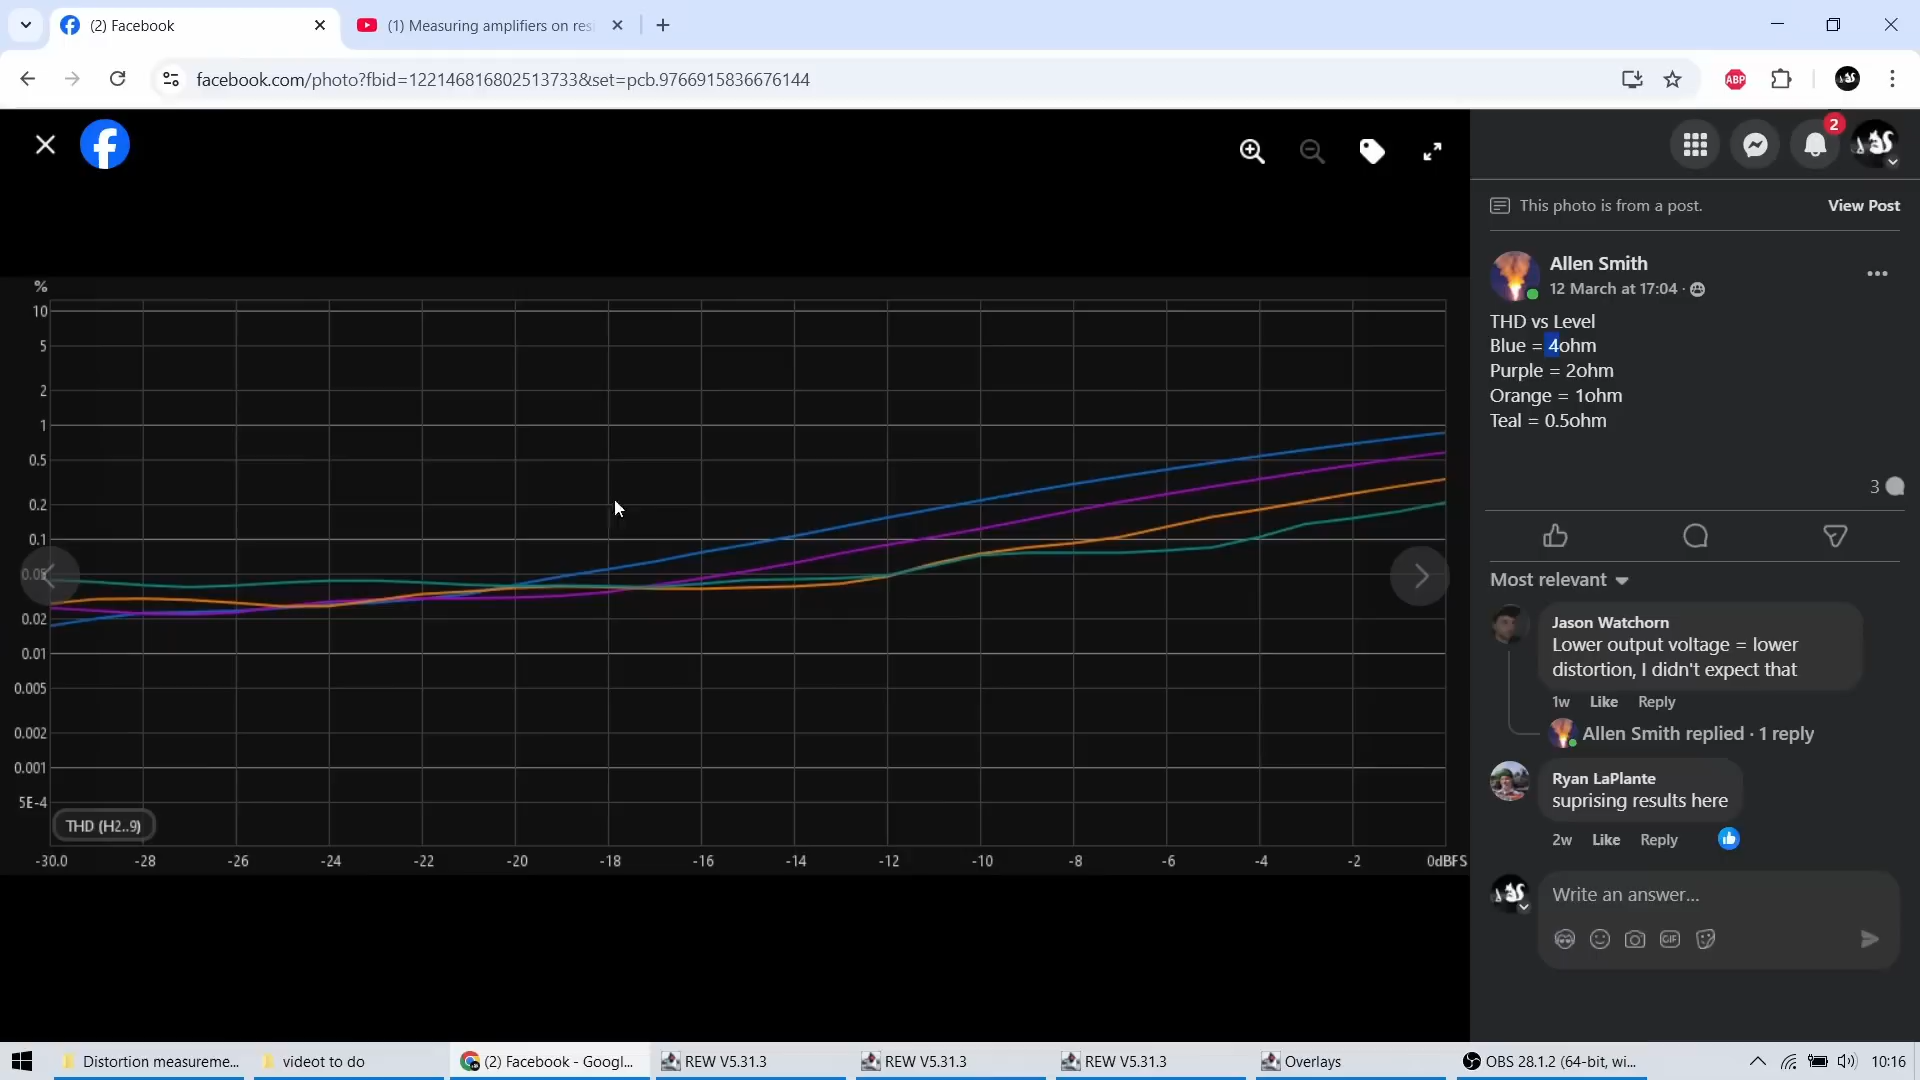 (2) Facebook
(1) Measuring amplifiers on resi
facebook.com/photo?fbid=122146816802513733&set=pcb.9766915836676144
ABP
2
This photo is from a post.
View Post
Allen Smith
12 March at 17:04 ·
THD vs Level
Blue = 4ohm
Purple = 2ohm
Orange = 1ohm
Teal = 0.5ohm
3
Most relevant
Jason Watchorn
Lower output voltage = lower
distortion, I didn't expect that
1w Like Reply
Allen Smith replied · 1 reply
Ryan LaPlante
suprising results here
2w Like Reply
Write an answer...
GIF
%
10
5
2
1
0.5
0.2
0.1
0.05
0.02
0.01
0.005
0.002
0.001
5E-4
THD (H2..9)
-30.0 -28 -26 -24 -22 -20 -18 -16 -14 -12 -10 -8 -6 -4 -2 0dBFS
Distortion measureme...
videot to do
(2) Facebook - Googl...
REW V5.31.3
REW V5.31.3
REW V5.31.3
Overlays
OBS 28.1.2 (64-bit, wi...
10:16